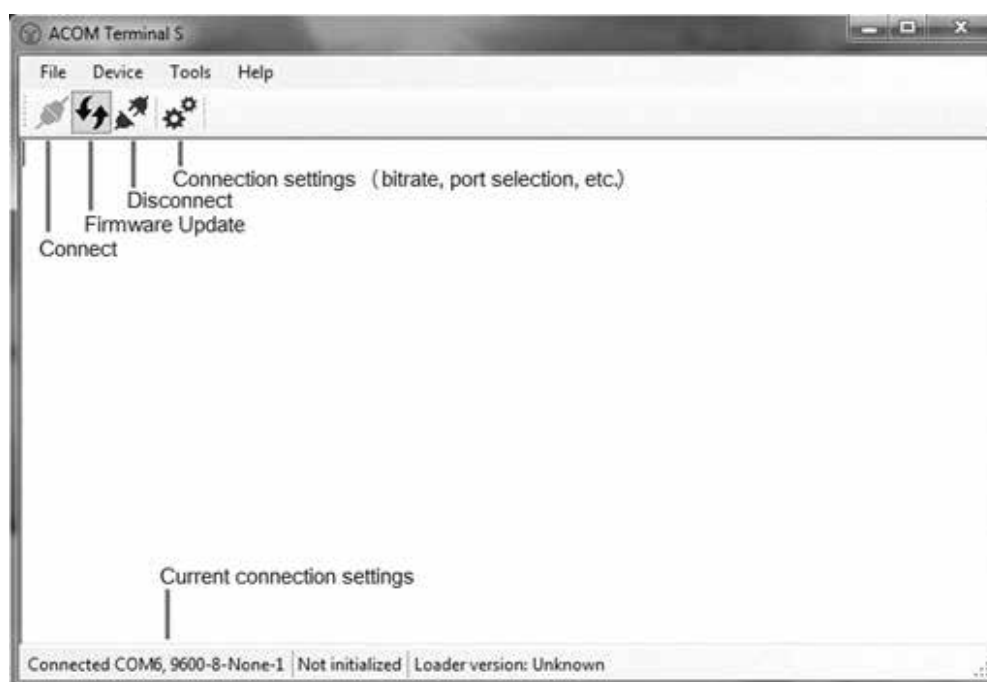 ACOM Terminal S
File Device Tools Help
Connection settings (bitrate, port selection, etc.)
Disconnect
Firmware Update
Connect
Current connection settings
Connected COM6, 9600-8-None-1 Not initialized Loader version: Unknown